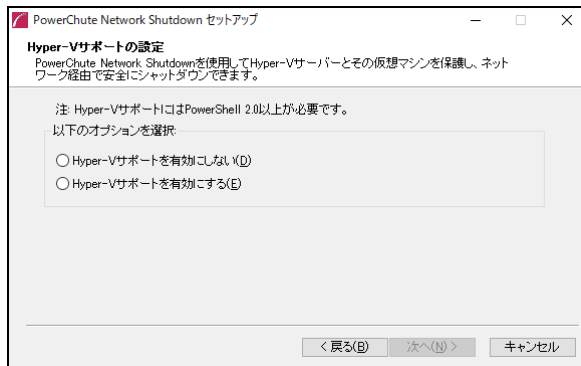 PowerChute Network Shutdown セットアップ
Hyper-Vサポートの設定
PowerChute Network Shutdownを使用してHyper-Vサーバーとその仮想マシンを保護し、ネット
ワーク経由で安全にシャットダウンできます。
注: Hyper-VサポートにはPowerShell 2.0以上が必要です。
以下のオプションを選択:
Hyper-Vサポートを有効にしない(D)
Hyper-Vサポートを有効にする(E)
< 戻る(B) 次へ(N) > キャンセル